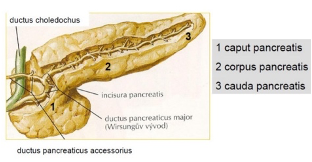 ductus choledochus
3
2
1
incisura pancreatis
ductus pancreaticus major
(Wirsungův vývod)
ductus pancreaticus accessorius
1 caput pancreatis
2 corpus pancreatis
3 cauda pancreatis